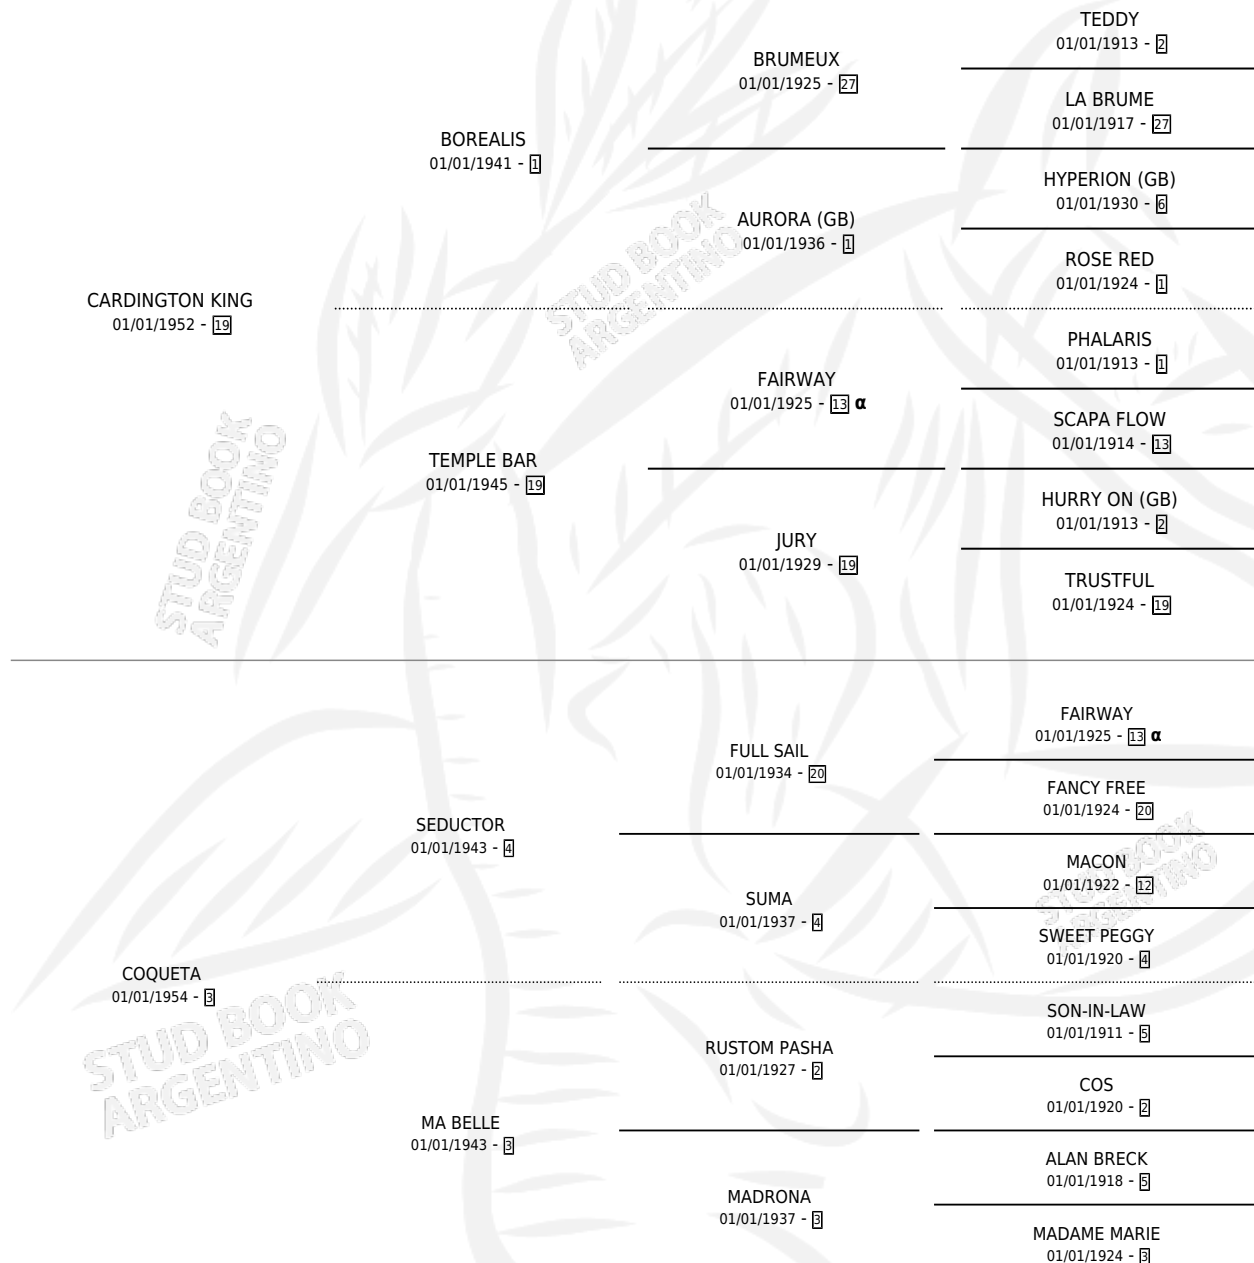 TEDDY
01/01/1913 - 2
BRUMEUX
01/01/1925 - 27
LA BRUME
01/01/1917 - 27
BOREALIS
01/01/1941 - 1
HYPERION (GB)
01/01/1930 - 6
AURORA (GB)
01/01/1936 - 1
ROSE RED
01/01/1924 - 1
CARDINGTON KING
01/01/1952 - 19
PHALARIS
01/01/1913 - 1
FAIRWAY
01/01/1925 - 13 α
SCAPA FLOW
01/01/1914 - 13
TEMPLE BAR
01/01/1945 - 19
HURRY ON (GB)
01/01/1913 - 2
JURY
01/01/1929 - 19
TRUSTFUL
01/01/1924 - 19
FAIRWAY
01/01/1925 - 13 α
FULL SAIL
01/01/1934 - 20
FANCY FREE
01/01/1924 - 20
SEDUCTOR
01/01/1943 - 4
MACON
01/01/1922 - 12
SUMA
01/01/1937 - 4
SWEET PEGGY
01/01/1920 - 4
COQUETA
01/01/1954 - 3
SON-IN-LAW
01/01/1911 - 5
RUSTOM PASHA
01/01/1927 - 2
COS
01/01/1920 - 2
MA BELLE
01/01/1943 - 3
ALAN BRECK
01/01/1918 - 5
MADRONA
01/01/1937 - 3
MADAME MARIE
01/01/1924 - 3
STUD BOOK
ARGENTINO
STUD BOOK
ARGENTINO
STUD BOOK
ARGENTINO
STUD BOOK
ARGENTINO